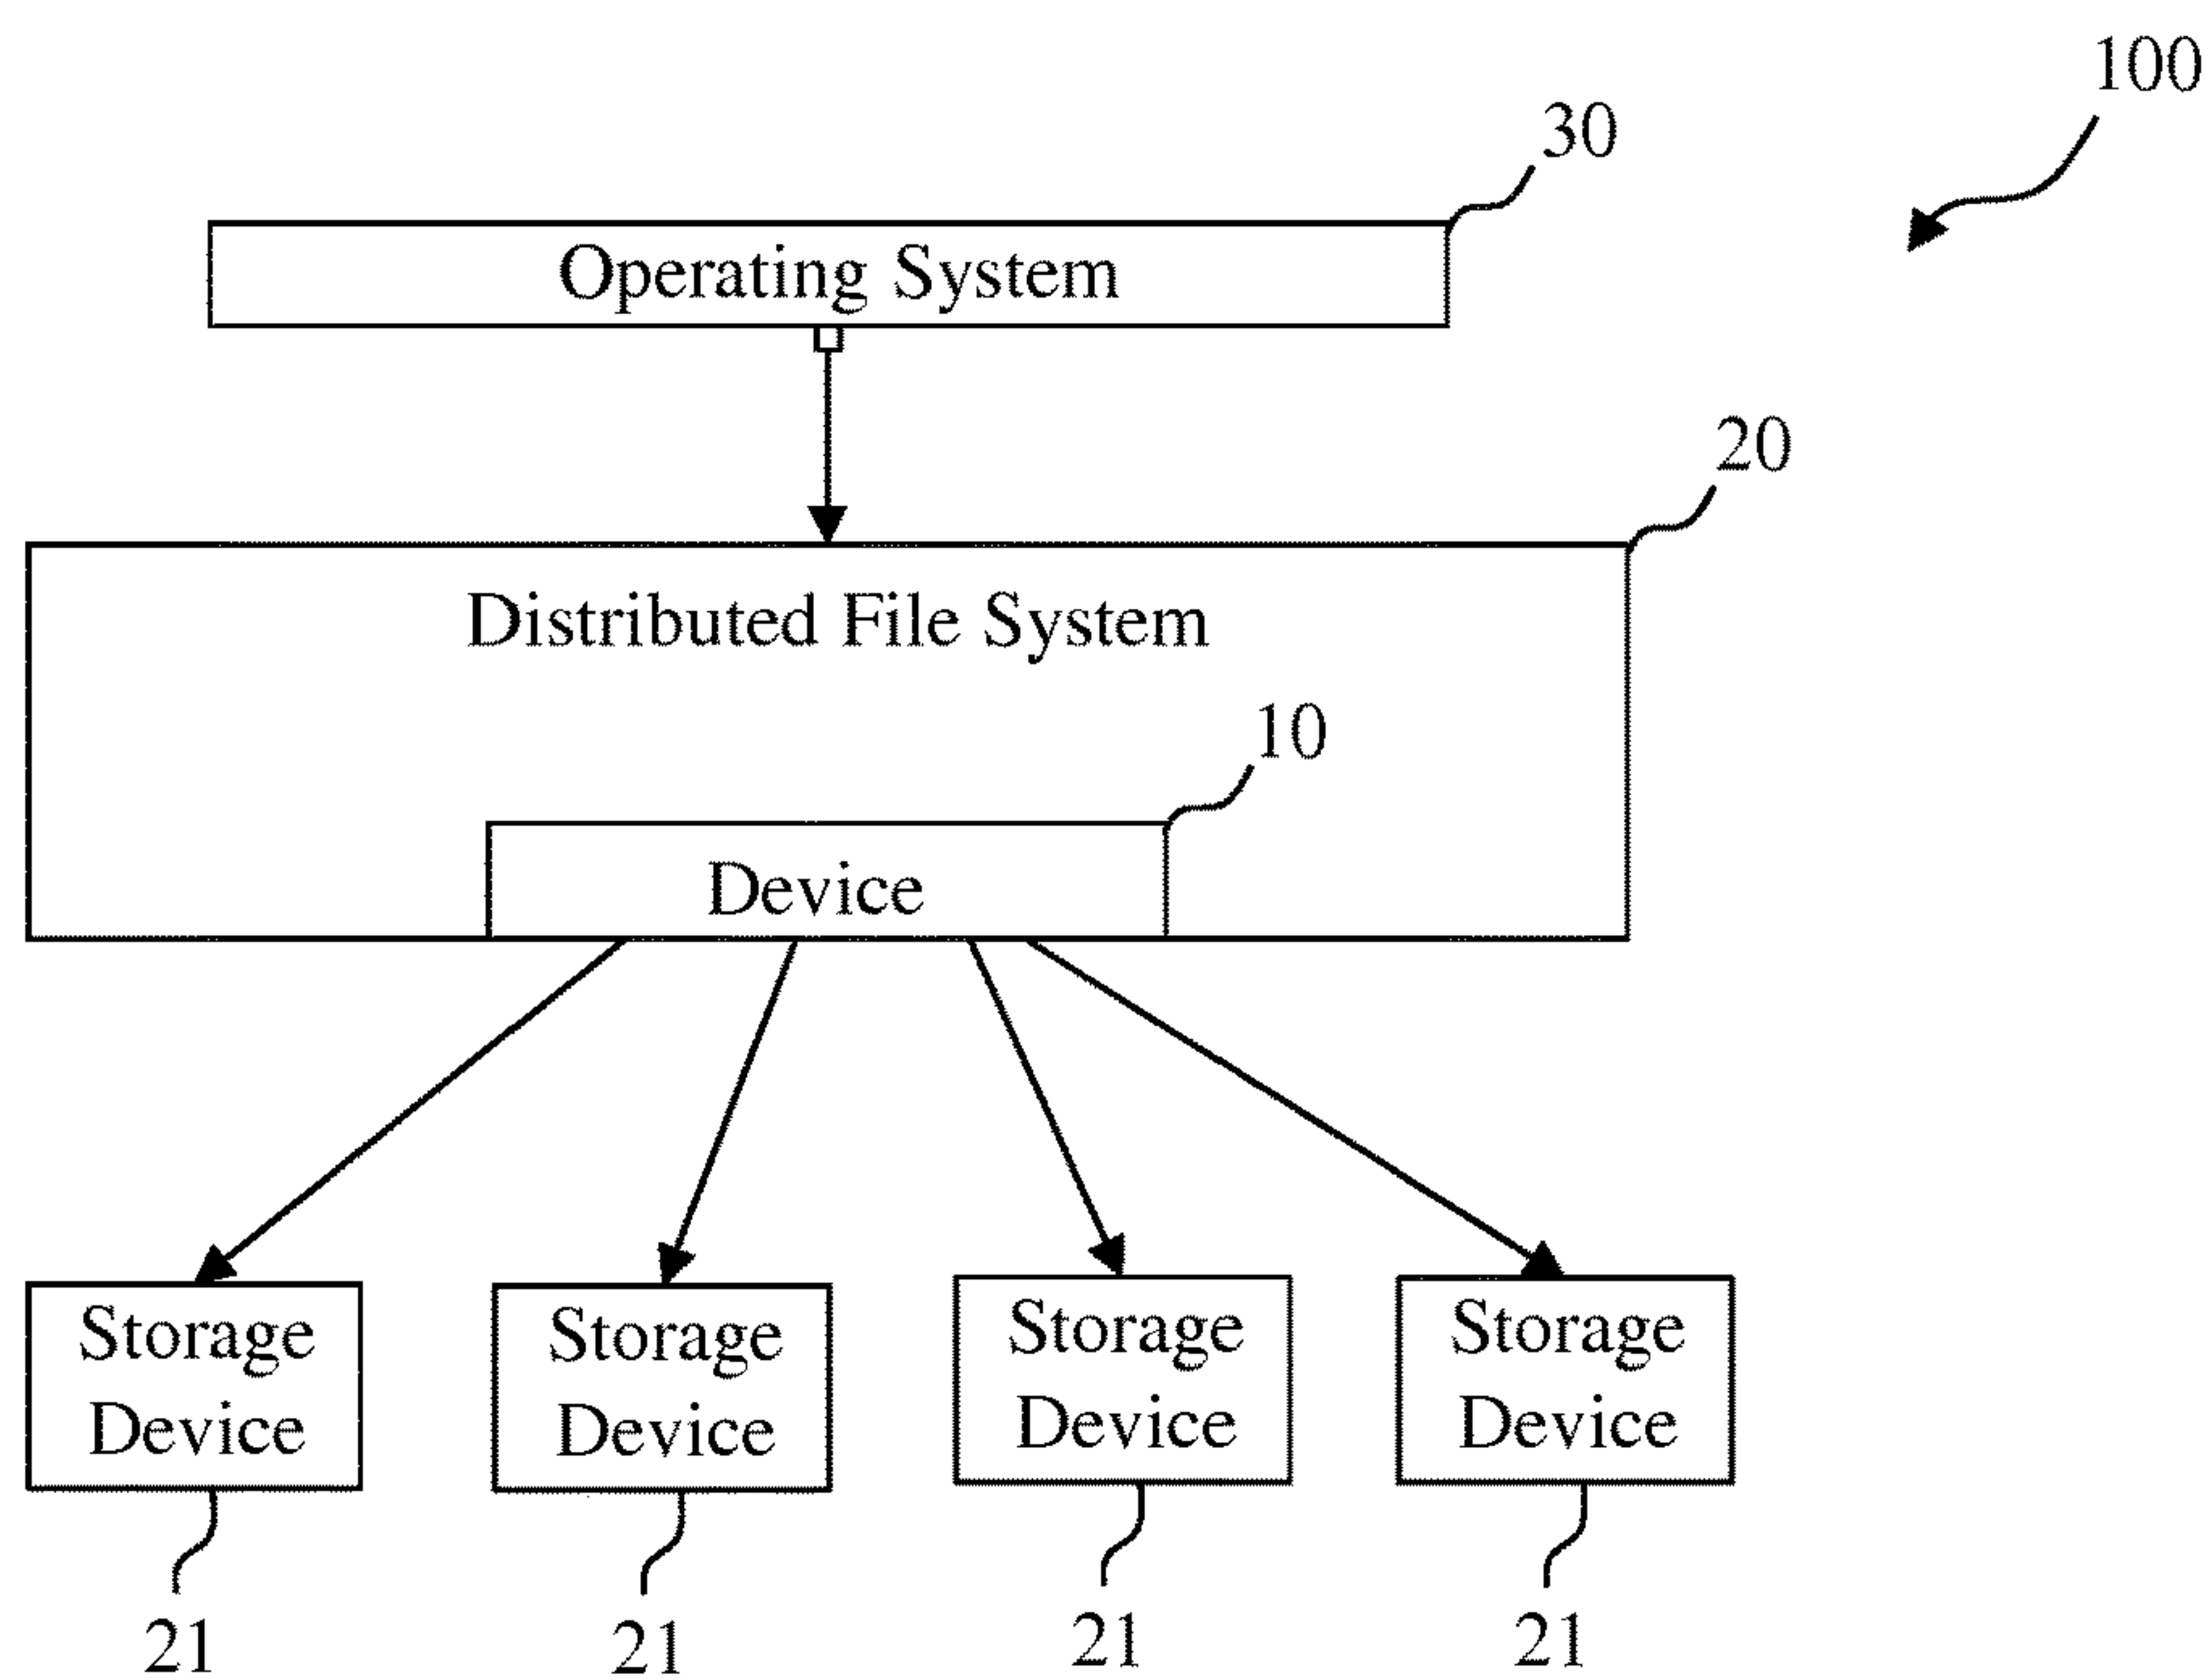 100
30
Operating System
20
Distributed File System
10
Device
Storage
Device
Storage
Device
Storage
Device
Storage
Device
21
21
21
21